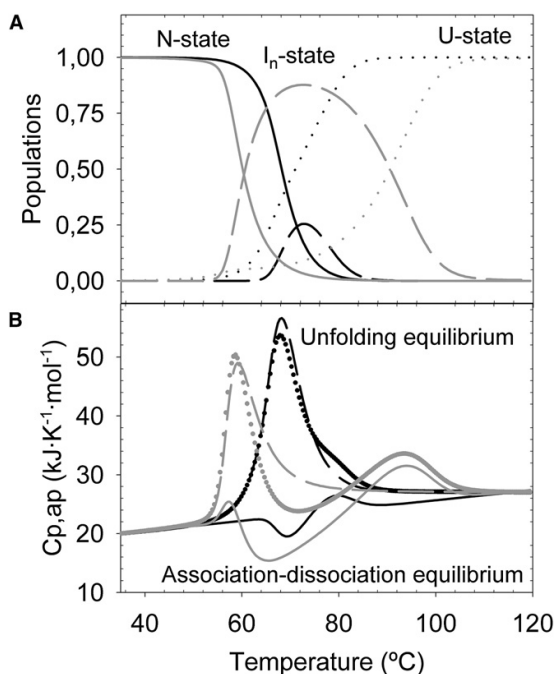 A
N-state
Iₙ-state
U-state
1,00
0,75
0,50
0,25
0,00
Populations
B
Unfolding equilibrium
50
40
30
20
10
Cp,ap (kJ·K⁻¹·mol⁻¹)
Association-dissociation equilibrium
40 60 80 100 120
Temperature (ºC)